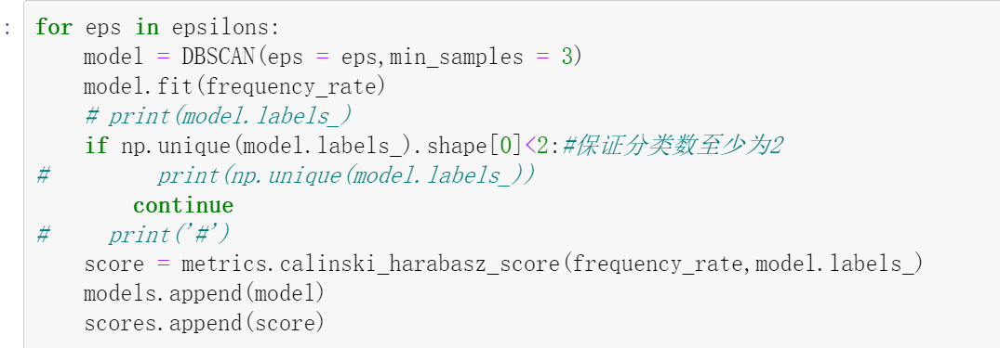 : for eps in epsilons:
    model = DBSCAN(eps = eps,min_samples = 3)
    model.fit(frequency_rate)
    # print(model.labels_)
    if np.unique(model.labels_).shape[0]<2:#保证分类数至少为2
#         print(np.unique(model.labels_))
        continue
#     print('#')
    score = metrics.calinski_harabasz_score(frequency_rate,model.labels_)
    models.append(model)
    scores.append(score)